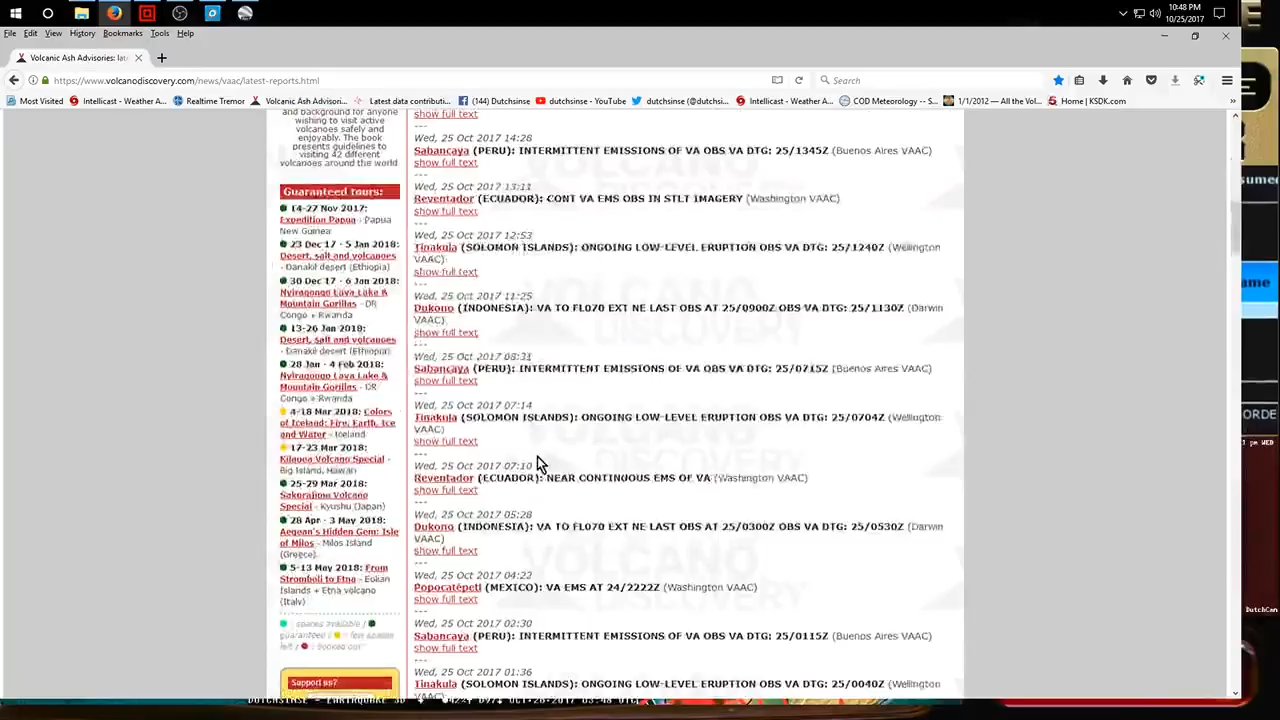 10:48 PM
10/25/2017
File Edit View History Bookmarks Tools Help
Volcanic Ash Advisories: lat
https://www.volcanodiscovery.com/news/vaac/latest-reports.html
Search
Most Visited Intellicast - Weather A... Realtime Tremor Volcanic Ash Advisori... Latest data contributi... (144) Dutchsinse dutchsinse - YouTube dutchsinse (@dutchsi... Intellicast - Weather A... COD Meteorology -- S... 1/1/2012 — All the Vol... Home | KSDK.com
and background for anyone
wishing to visit active
volcanoes safely and
enjoyably. The book
presents guidelines to
visiting 42 different
volcanoes around the world
Guaranteed tours:
14-27 Nov 2017:
Expedition Papua - Papua
New Guinea
23 Dec 17 - 5 Jan 2018:
Desert, salt and volcanoes
- Danakil desert (Ethiopia)
30 Dec 17 - 6 Jan 2018:
Nyiragongo Lava Lake &
Mountain Gorillas - DR
Congo + Rwanda
13-26 Jan 2018:
Desert, salt and volcanoes
- Danakil desert (Ethiopia)
28 Jan - 4 Feb 2018:
Nyiragongo Lava Lake &
Mountain Gorillas - DR
Congo + Rwanda
4-18 Mar 2018: Colors
of Iceland: Fire, Earth, Ice
and Water - Iceland
17-23 Mar 2018:
Kilauea Volcano Special -
Big Island, Hawaii
25-29 Mar 2018:
Sakurajima Volcano
Special - Kyushu (Japan)
28 Apr - 3 May 2018:
Aegean's Hidden Gem: Isle
of Milos - Milos Island
(Greece)
5-13 May 2018: From
Stromboli to Etna - Eolian
Islands + Etna volcano
(Italy)
: spaces available /
guaranteed / : few spaces
left / : booked out
Support us?
show full text
---
Wed, 25 Oct 2017 14:28
Sabancaya (PERU): INTERMITTENT EMISSIONS OF VA OBS VA DTG: 25/1345Z (Buenos Aires VAAC)
show full text
---
Wed, 25 Oct 2017 13:11
Reventador (ECUADOR): CONT VA EMS OBS IN STLT IMAGERY (Washington VAAC)
show full text
---
Wed, 25 Oct 2017 12:53
Tinakula (SOLOMON ISLANDS): ONGOING LOW-LEVEL ERUPTION OBS VA DTG: 25/1240Z (Wellington
VAAC)
show full text
---
Wed, 25 Oct 2017 11:25
Dukono (INDONESIA): VA TO FL070 EXT NE LAST OBS AT 25/0900Z OBS VA DTG: 25/1130Z (Darwin
VAAC)
show full text
---
Wed, 25 Oct 2017 08:31
Sabancaya (PERU): INTERMITTENT EMISSIONS OF VA OBS VA DTG: 25/0715Z (Buenos Aires VAAC)
show full text
---
Wed, 25 Oct 2017 07:14
Tinakula (SOLOMON ISLANDS): ONGOING LOW-LEVEL ERUPTION OBS VA DTG: 25/0704Z (Wellington
VAAC)
show full text
---
Wed, 25 Oct 2017 07:10
Reventador (ECUADOR): NEAR CONTINUOUS EMS OF VA (Washington VAAC)
show full text
---
Wed, 25 Oct 2017 05:28
Dukono (INDONESIA): VA TO FL070 EXT NE LAST OBS AT 25/0300Z OBS VA DTG: 25/0530Z (Darwin
VAAC)
show full text
---
Wed, 25 Oct 2017 04:22
Popocatépetl (MEXICO): VA EMS AT 24/2222Z (Washington VAAC)
show full text
---
Wed, 25 Oct 2017 02:30
Sabancaya (PERU): INTERMITTENT EMISSIONS OF VA OBS VA DTG: 25/0115Z (Buenos Aires VAAC)
show full text
---
Wed, 25 Oct 2017 01:36
Tinakula (SOLOMON ISLANDS): ONGOING LOW-LEVEL ERUPTION OBS VA DTG: 25/0040Z (Wellington
VAAC)
sume
ame
ORDE
pm WED
DutchCan